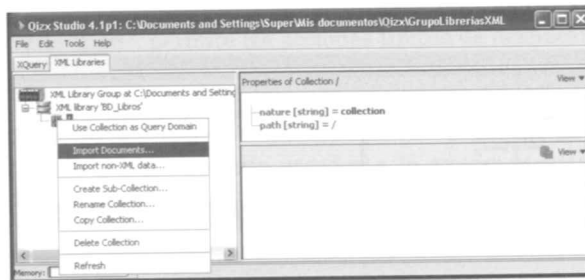 Qizx Studio 4.1p1: C:\Documents and Settings\Super\Mis documentos\Qizx\GrupoLibreriasXML
File Edit Tools Help
XQuery XML Libraries
XML Library Group at C:\Documents and Setting
XML library 'BD_Libros'
/
Use Collection as Query Domain
Import Documents...
Import non-XML data...
Create Sub-Collection...
Rename Collection...
Copy Collection...
Delete Collection
Refresh
Memory:
Properties of Collection /
View
nature [string] = collection
path [string] = /
View